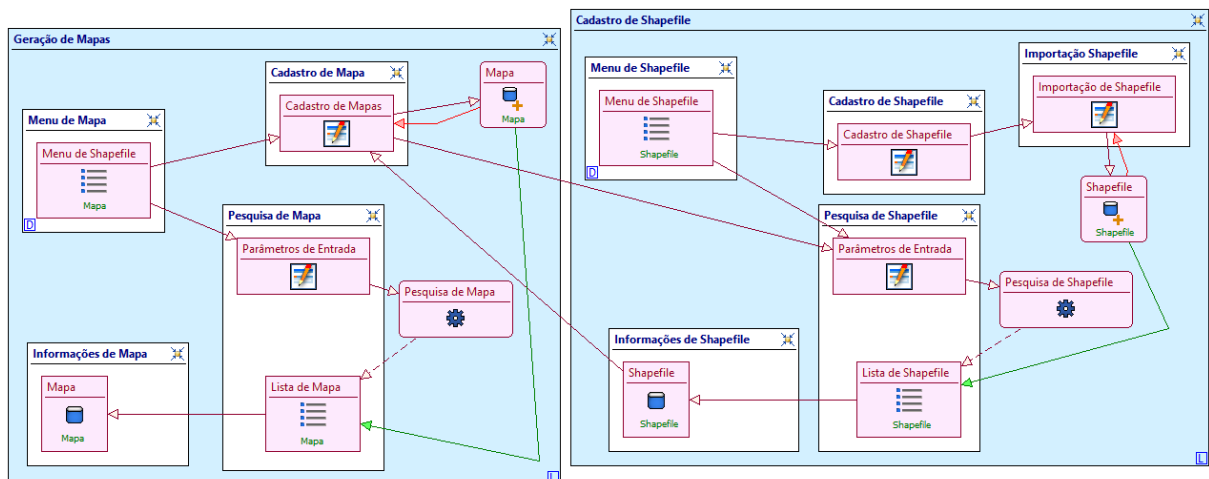 Geração de Mapas
Cadastro de Mapa
Cadastro de Mapas
Mapa
Mapa
Menu de Mapa
Menu de Shapefile
Mapa
D
Pesquisa de Mapa
Parâmetros de Entrada
Pesquisa de Mapa
Informações de Mapa
Mapa
Mapa
Lista de Mapa
Mapa
L
Cadastro de Shapefile
Menu de Shapefile
Menu de Shapefile
Shapefile
D
Cadastro de Shapefile
Cadastro de Shapefile
Importação Shapefile
Importação de Shapefile
Shapefile
Shapefile
Pesquisa de Shapefile
Parâmetros de Entrada
Pesquisa de Shapefile
Informações de Shapefile
Shapefile
Shapefile
Lista de Shapefile
Shapefile
L